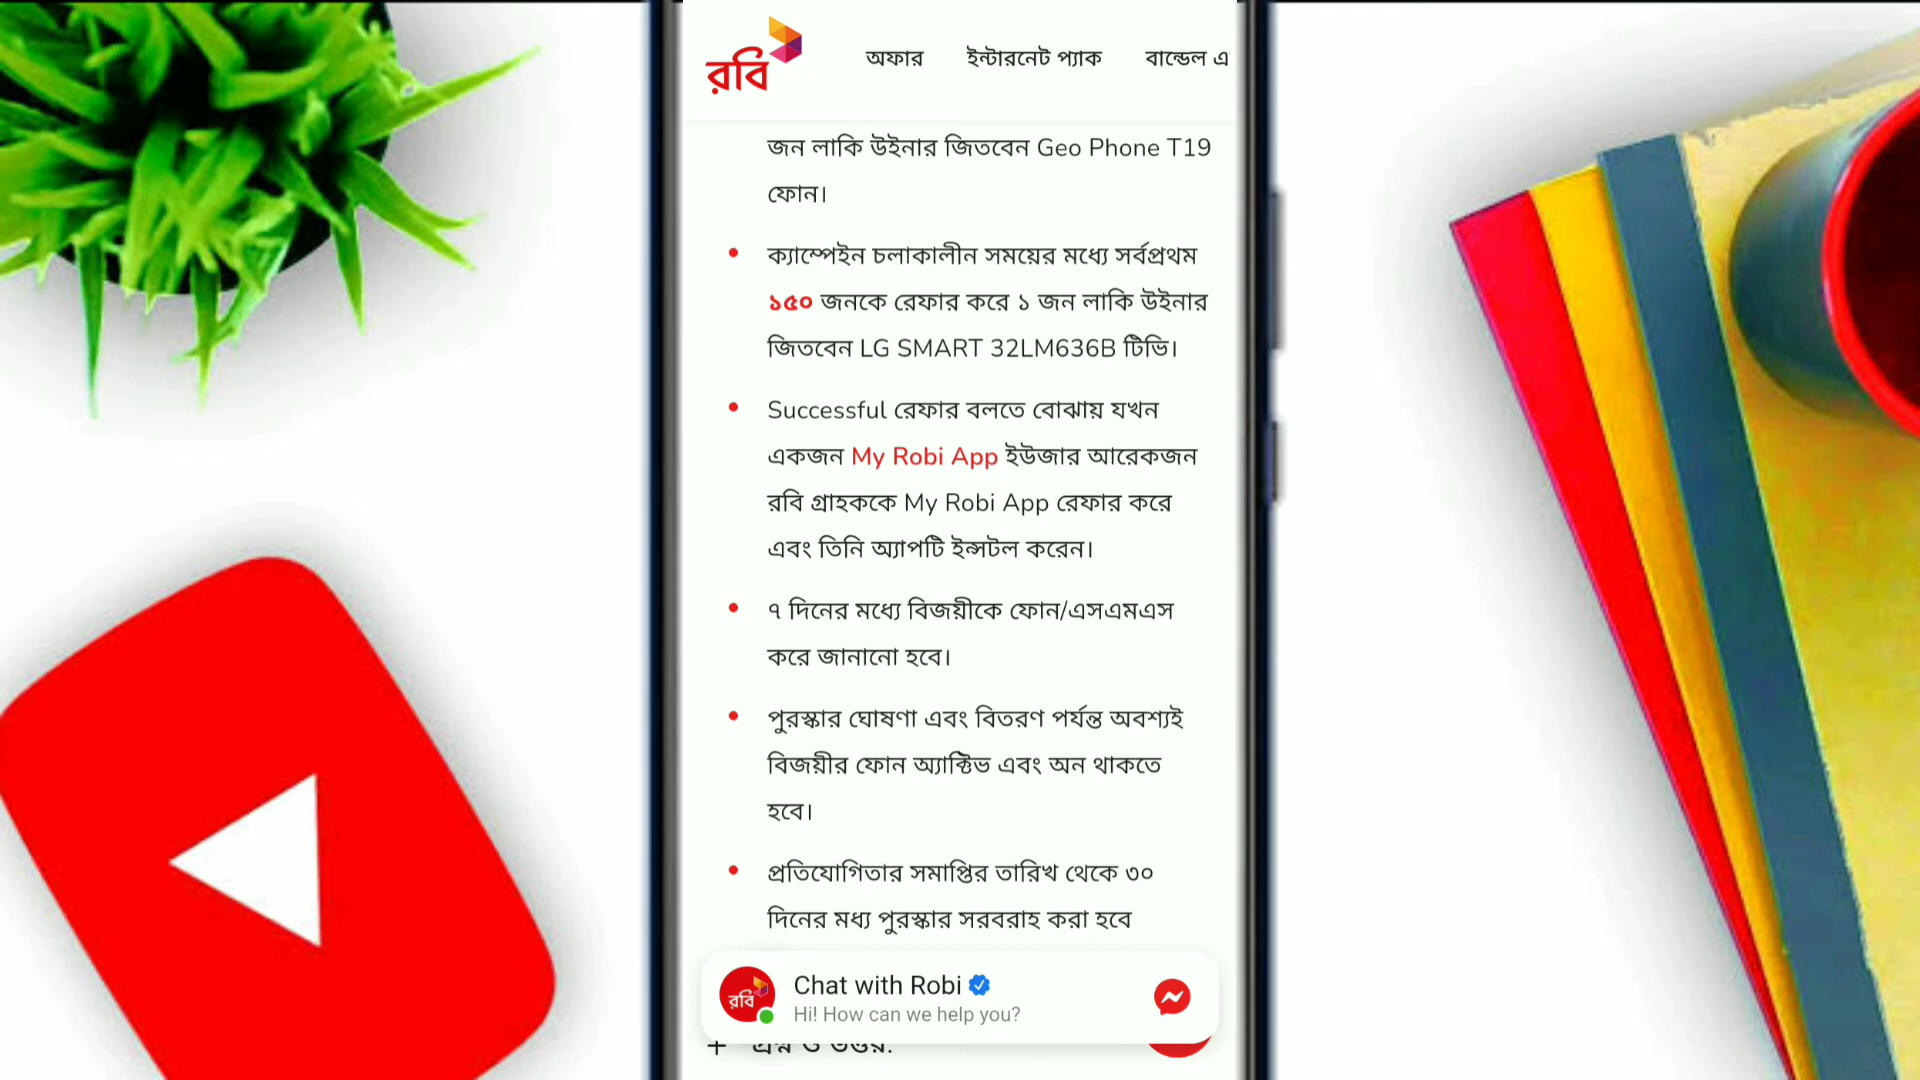 রবি
অফার ইন্টারনেট প্যাক বান্ডেল এ
জন লাকি উইনার জিতবেন Geo Phone T19
ফোন।
ক্যাম্পেইন চলাকালীন সময়ের মধ্যে সর্বপ্রথম
১৫০ জনকে রেফার করে ১ জন লাকি উইনার
জিতবেন LG SMART 32LM636B টিভি।
Successful রেফার বলতে বোঝায় যখন
একজন My Robi App ইউজার আরেকজন
রবি গ্রাহককে My Robi App রেফার করে
এবং তিনি অ্যাপটি ইন্সটল করেন।
৭ দিনের মধ্যে বিজয়ীকে ফোন/এসএমএস
করে জানানো হবে।
পুরস্কার ঘোষণা এবং বিতরণ পর্যন্ত অবশ্যই
বিজয়ীর ফোন অ্যাক্টিভ এবং অন থাকতে
হবে।
প্রতিযোগিতার সমাপ্তির তারিখ থেকে ৩০
দিনের মধ্য পুরস্কার সরবরাহ করা হবে
রবি
Chat with Robi
Hi! How can we help you?